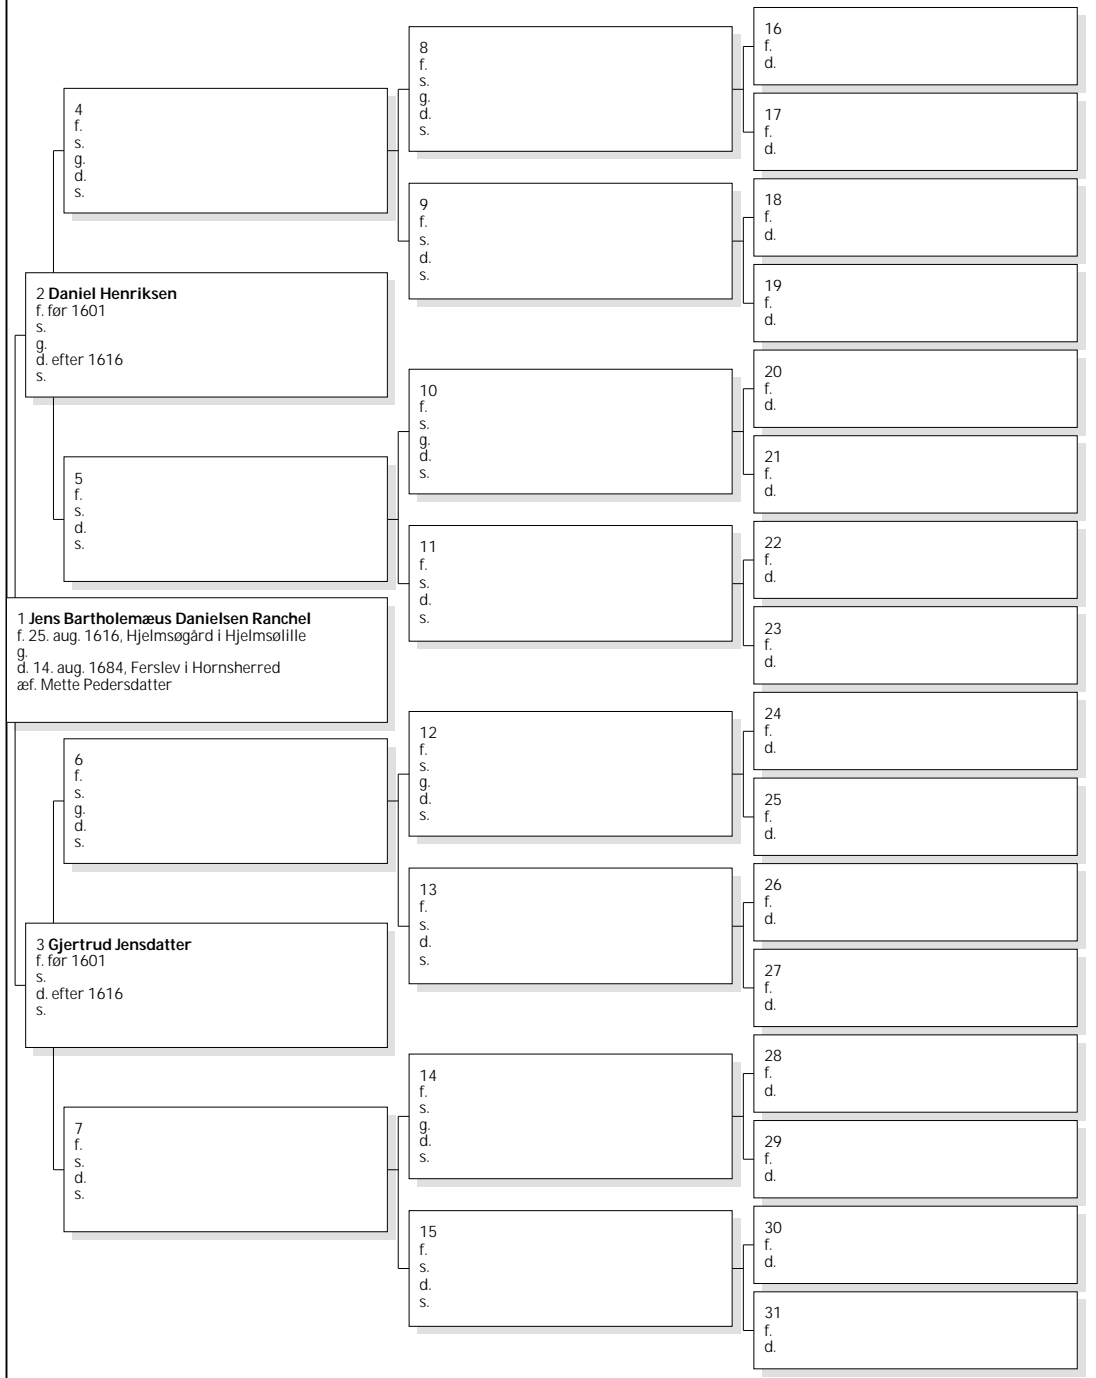 16
f.
d.
8
f.
s.
g.
d.
s.
17
f.
d.
4
f.
s.
g.
d.
s.
18
f.
d.
9
f.
s.
d.
s.
19
f.
d.
2 Daniel Henriksen
f. før 1601
s.
g.
d. efter 1616
s.
20
f.
d.
10
f.
s.
g.
d.
s.
21
f.
d.
5
f.
s.
d.
s.
22
f.
d.
11
f.
s.
d.
s.
23
f.
d.
1 Jens Bartholemæus Danielsen Ranchel
f. 25. aug. 1616, Hjelmsøgård i Hjelmsølille
g.
d. 14. aug. 1684, Ferslev i Hornsherred
æf. Mette Pedersdatter
24
f.
d.
12
f.
s.
g.
d.
s.
25
f.
d.
6
f.
s.
g.
d.
s.
26
f.
d.
13
f.
s.
d.
s.
27
f.
d.
3 Gjertrud Jensdatter
f. før 1601
s.
d. efter 1616
s.
28
f.
d.
14
f.
s.
g.
d.
s.
29
f.
d.
7
f.
s.
d.
s.
30
f.
d.
15
f.
s.
d.
s.
31
f.
d.